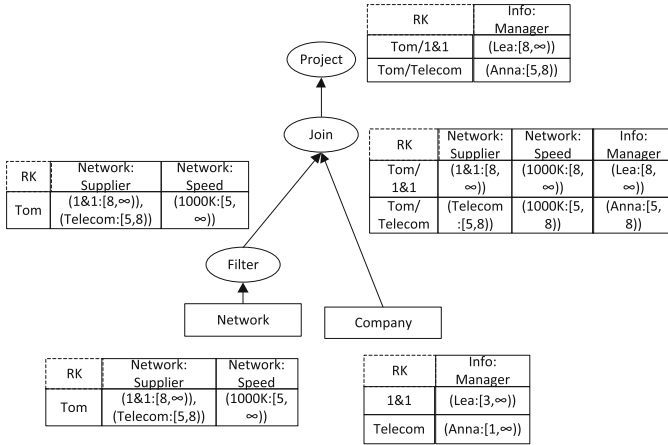 RK
Info:
Manager
Tom/1&1
(Lea:[8,∞))
Tom/Telecom
(Anna:[5,8))
Project
Join
RK
Network:
Supplier
Network:
Speed
Info:
Manager
Tom/
1&1
(1&1:[8,
∞))
(1000K:[8,
∞))
(Lea:[8,
∞))
Tom/
Telecom
(Telecom
:[5,8))
(1000K:[5,
8))
(Anna:[5,
8))
RK
Network:
Supplier
Network:
Speed
Tom
(1&1:[8,∞)),
(Telecom:[5,8))
(1000K:[5,
∞))
Filter
Network
Company
RK
Network:
Supplier
Network:
Speed
Tom
(1&1:[8,∞)),
(Telecom:[5,8))
(1000K:[5,
∞))
RK
Info:
Manager
1&1
(Lea:[3,∞))
Telecom
(Anna:[1,∞))